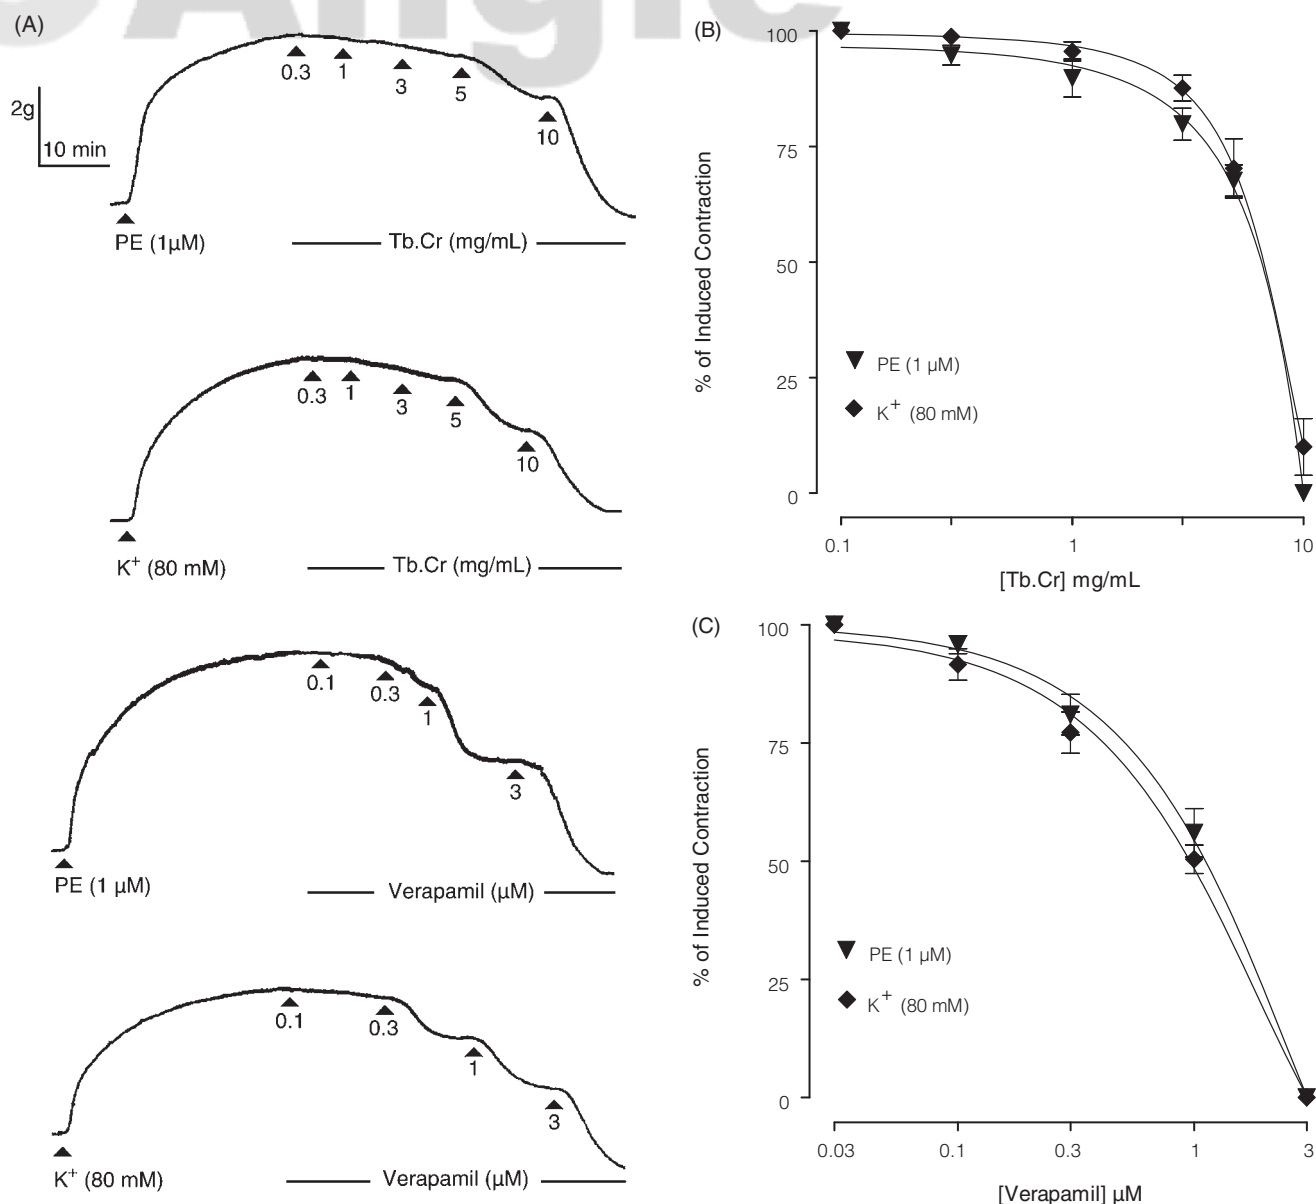 (A)
2g
10 min
0.3
1
3
5
10
PE (1µM)
Tb.Cr (mg/mL)
0.3
1
3
5
10
K+ (80 mM)
Tb.Cr (mg/mL)
0.1
0.3
1
3
PE (1 µM)
Verapamil (µM)
0.1
0.3
1
3
K+ (80 mM)
Verapamil (µM)
(B)
% of Induced Contraction
100
75
50
25
0
PE (1 µM)
K+ (80 mM)
0.1
1
10
[Tb.Cr] mg/mL
(C)
% of Induced Contraction
100
75
50
25
0
PE (1 µM)
K+ (80 mM)
0.03
0.1
0.3
1
3
[Verapamil] µM